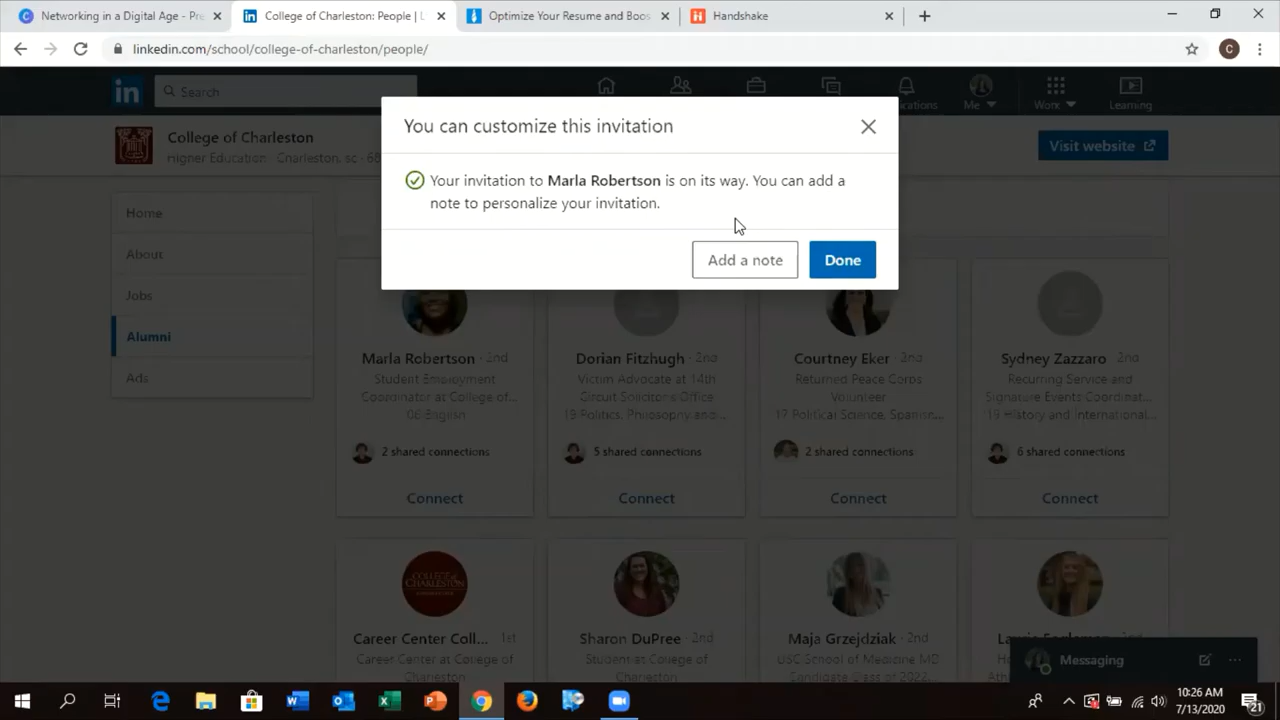 Networking in a Digital Age - Pre
College of Charleston: People | L
Optimize Your Resume and Boos
Handshake
linkedin.com/school/college-of-charleston/people/
C
in
Search
Me
Work
Learning
College of Charleston
Higher Education · Charleston, sc ·
Visit website
You can customize this invitation
Your invitation to Marla Robertson is on its way. You can add a
note to personalize your invitation.
Add a note
Done
Home
About
Jobs
Alumni
Ads
Marla Robertson · 2nd
Student Employment
Coordinator at College of...
06 English
2 shared connections
Connect
Dorian Fitzhugh · 2nd
Victim Advocate at 14th
Circuit Solicitor's Office
19 Politics, Philosophy and...
5 shared connections
Connect
Courtney Eker · 2nd
Returned Peace Corps
Volunteer
19 Political Science, Spanish...
2 shared connections
Connect
Sydney Zazzaro 2nd
Recurring Service and
Signature Events Coordinat...
19 History and International...
6 shared connections
Connect
COLLEGE of
CHARLESTON
Career Center Coll... 1st
Career Center at College of
Charleston
Sharon DuPree · 2nd
Student at College of
Charleston
Maja Grzejdziak · 2nd
USC School of Medicine MD
Candidate Class of 2022
Messaging
10:26 AM
7/13/2020
21